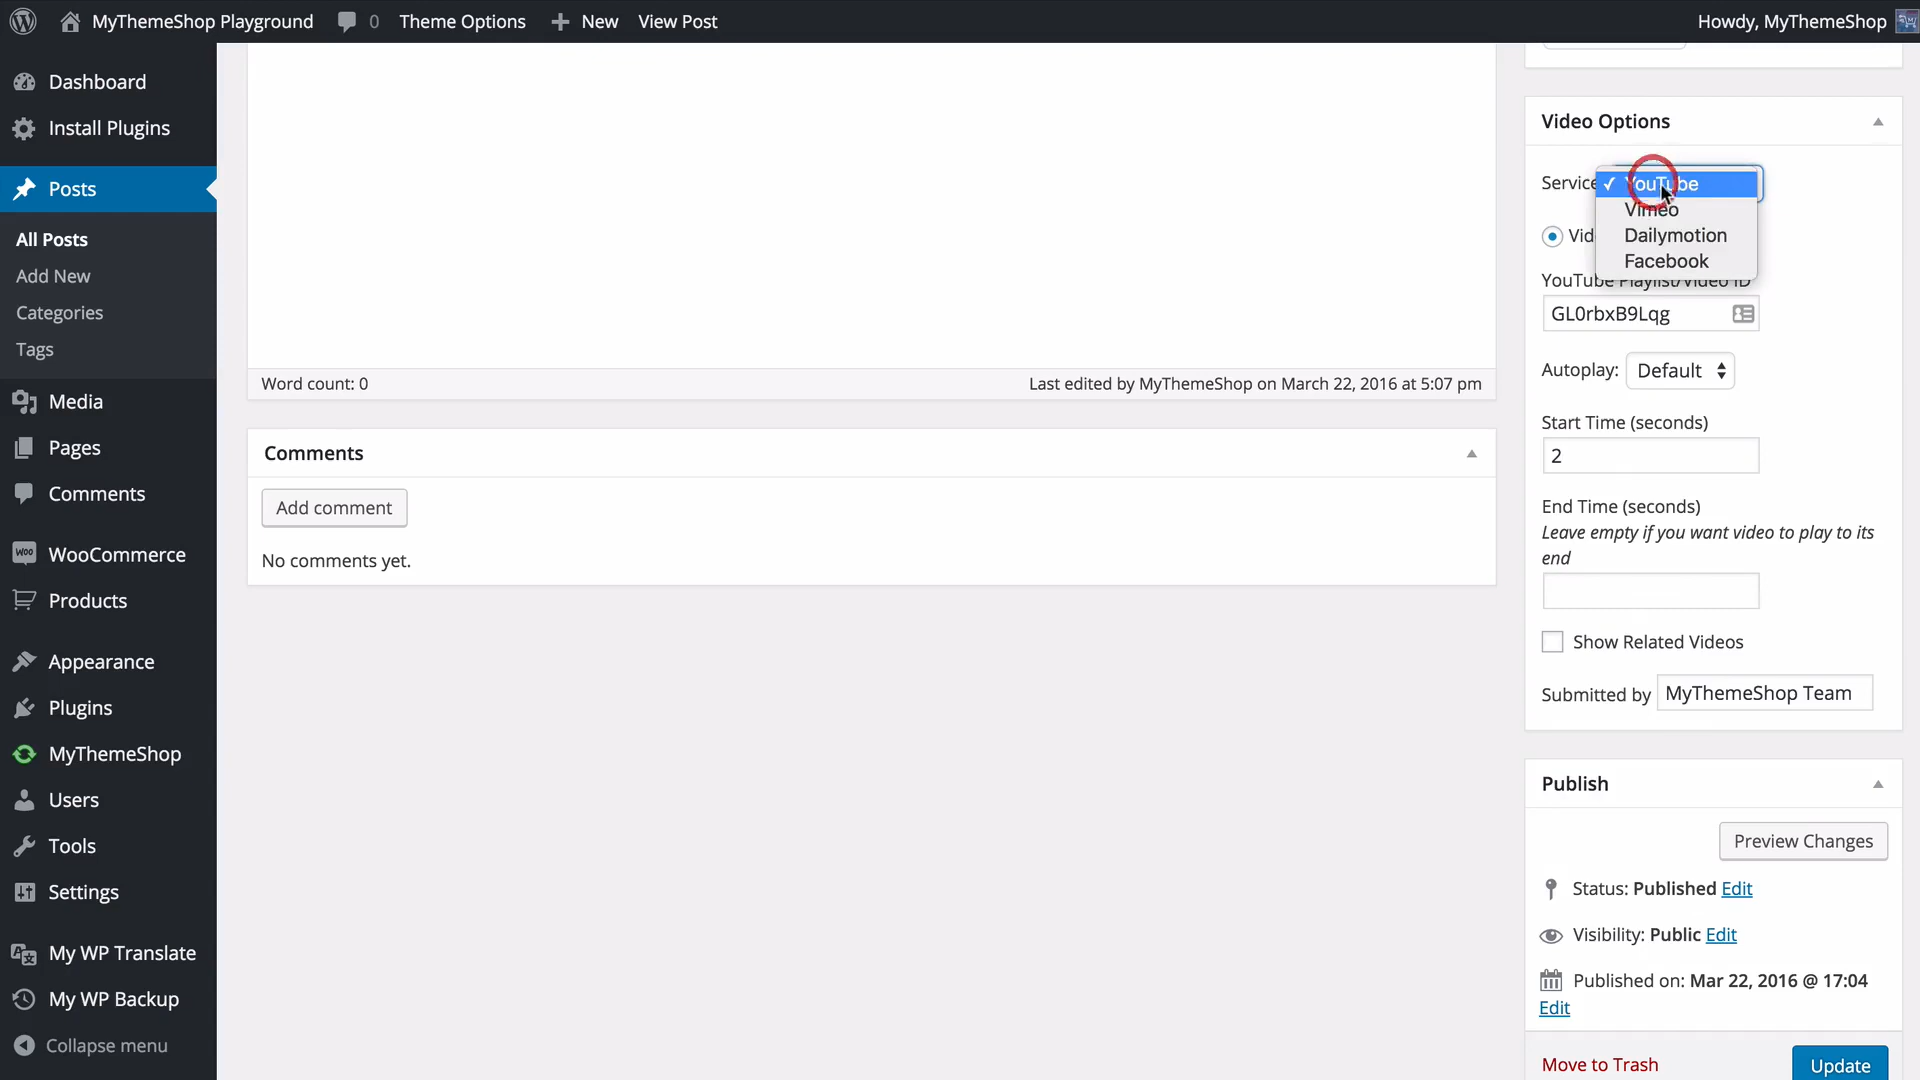 MyThemeShop Playground
0
Theme Options
New
View Post
Howdy, MyThemeShop
Dashboard
Install Plugins
Posts
All Posts
Add New
Categories
Tags
Media
Pages
Comments
WooCommerce
Products
Appearance
Plugins
MyThemeShop
Users
Tools
Settings
My WP Translate
My WP Backup
Collapse menu
Word count: 0
Last edited by MyThemeShop on March 22, 2016 at 5:07 pm
Comments
Add comment
No comments yet.
Video Options
Service
YouTube
Vimeo
Dailymotion
Facebook
Vid
YouTube Playlist/Video ID
GL0rbxB9Lqg
Autoplay: Default
Start Time (seconds)
2
End Time (seconds)
Leave empty if you want video to play to its
end
Show Related Videos
Submitted by MyThemeShop Team
Publish
Preview Changes
Status: Published Edit
Visibility: Public Edit
Published on: Mar 22, 2016 @ 17:04
Edit
Move to Trash
Update